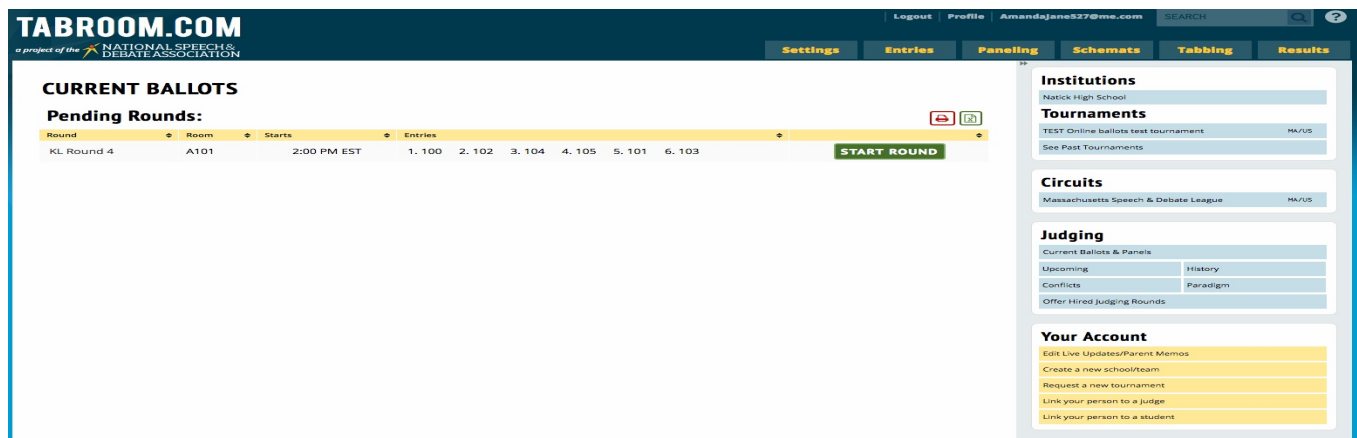 TABROOM.COM
a project of the NATIONAL SPEECH & DEBATE ASSOCIATION
Logout Profile AmandaJane527@me.com SEARCH ?
Settings Entries Paneling Schemats Tabbing Results
CURRENT BALLOTS
Pending Rounds:
Round Room Starts Entries
KL Round 4 A101 2:00 PM EST 1. 100 2. 102 3. 104 4. 105 5. 101 6. 103 START ROUND
Institutions
Natick High School
Tournaments
TEST Online ballots test tournament MA/US
See Past Tournaments
Circuits
Massachusetts Speech & Debate League MA/US
Judging
Current Ballots & Panels
Upcoming History
Conflicts Paradigm
Offer Hired Judging Rounds
Your Account
Edit Live Updates/Parent Memos
Create a new school/team
Request a new tournament
Link your person to a judge
Link your person to a student